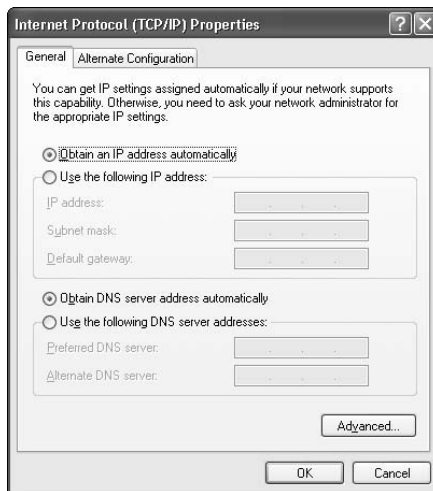 Internet Protocol (TCP/IP) Properties
General
Alternate Configuration
You can get IP settings assigned automatically if your network supports
this capability. Otherwise, you need to ask your network administrator for
the appropriate IP settings.
Obtain an IP address automatically
Use the following IP address:
IP address:
Subnet mask:
Default gateway:
Obtain DNS server address automatically
Use the following DNS server addresses:
Preferred DNS server:
Alternate DNS server:
Advanced...
OK
Cancel